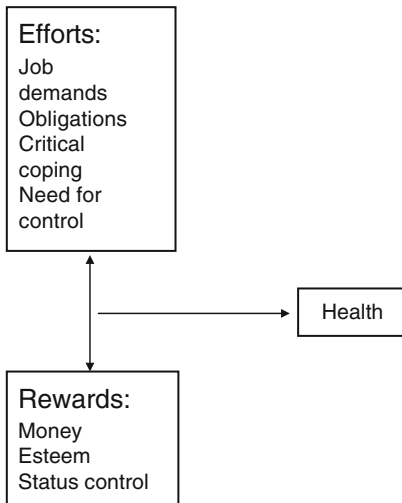 Efforts:
Job
demands
Obligations
Critical
coping
Need for
control
Health
Rewards:
Money
Esteem
Status control